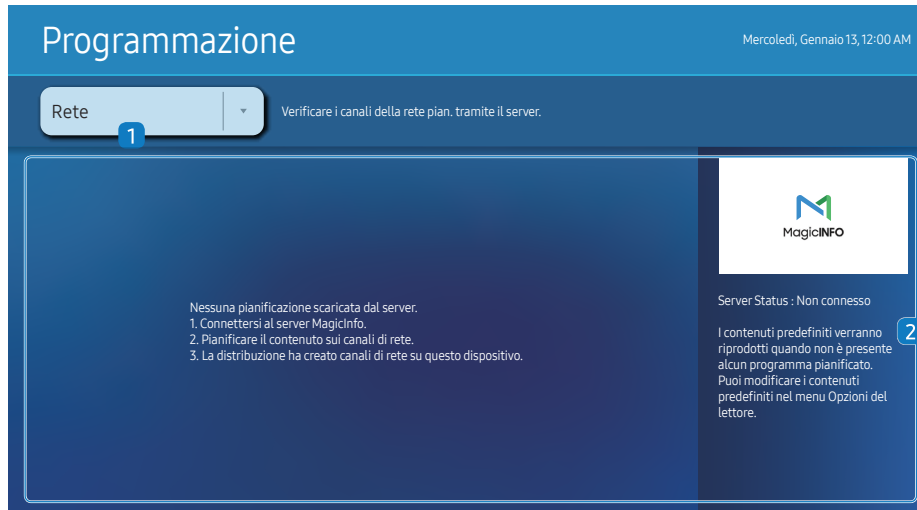 Programmazione
Mercoledì, Gennaio 13, 12:00 AM
Rete
Verificare i canali della rete pian. tramite il server.
1
MagicINFO
Nessuna pianificazione scaricata dal server.
1. Connettersi al server MagicInfo.
2. Pianificare il contenuto sui canali di rete.
3. La distribuzione ha creato canali di rete su questo dispositivo.
Server Status : Non connesso
I contenuti predefiniti verranno
riprodotti quando non è presente
alcun programma pianificato.
Puoi modificare i contenuti
predefiniti nel menu Opzioni del
lettore.
2